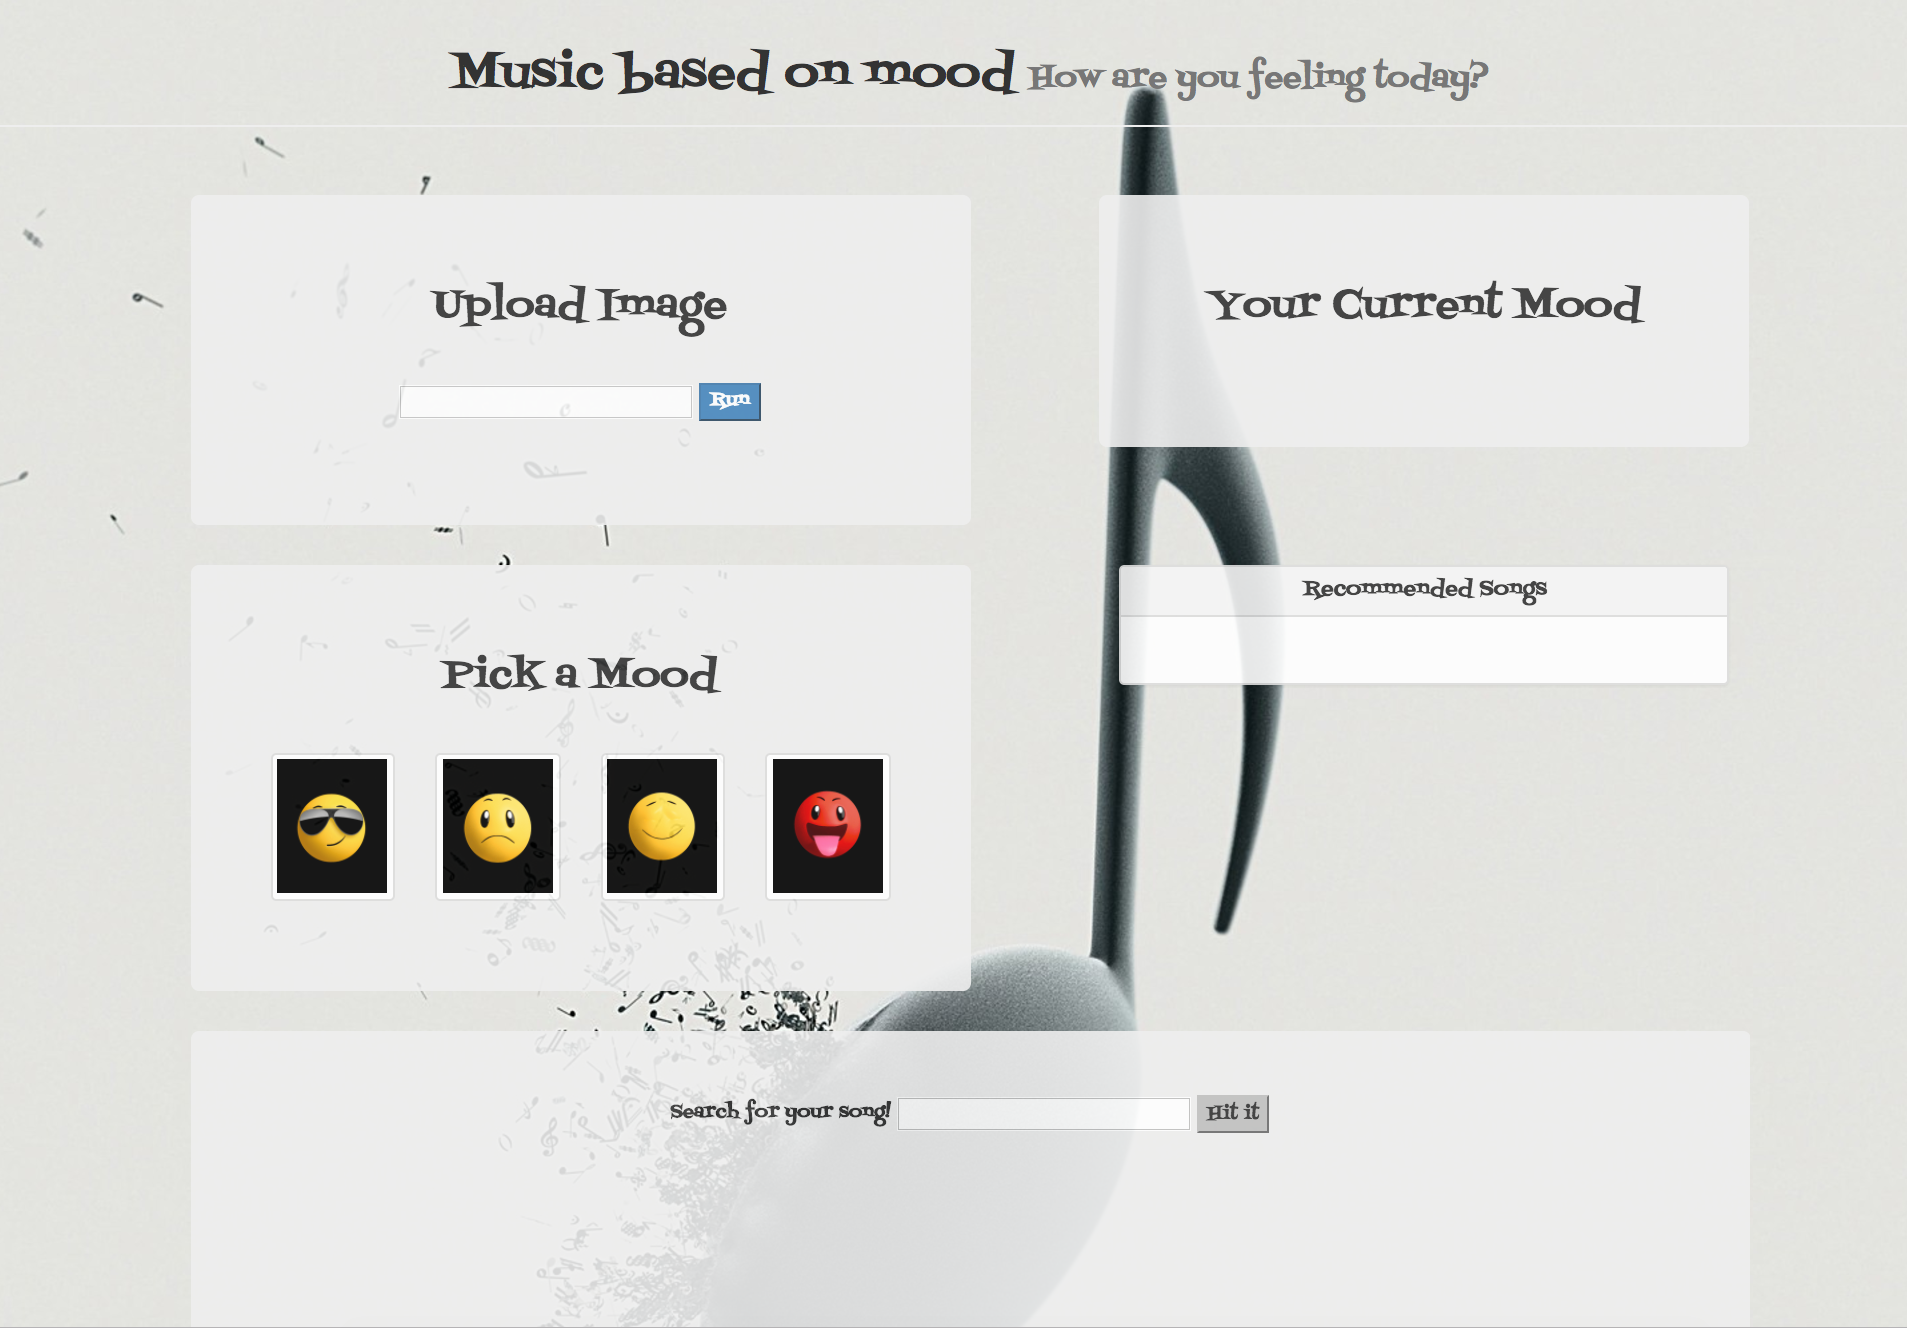 Music based on mood How are you feeling today?
Upload Image
Run
Your Current Mood
Pick a Mood
Recommended Songs
Search for your song! Hit it